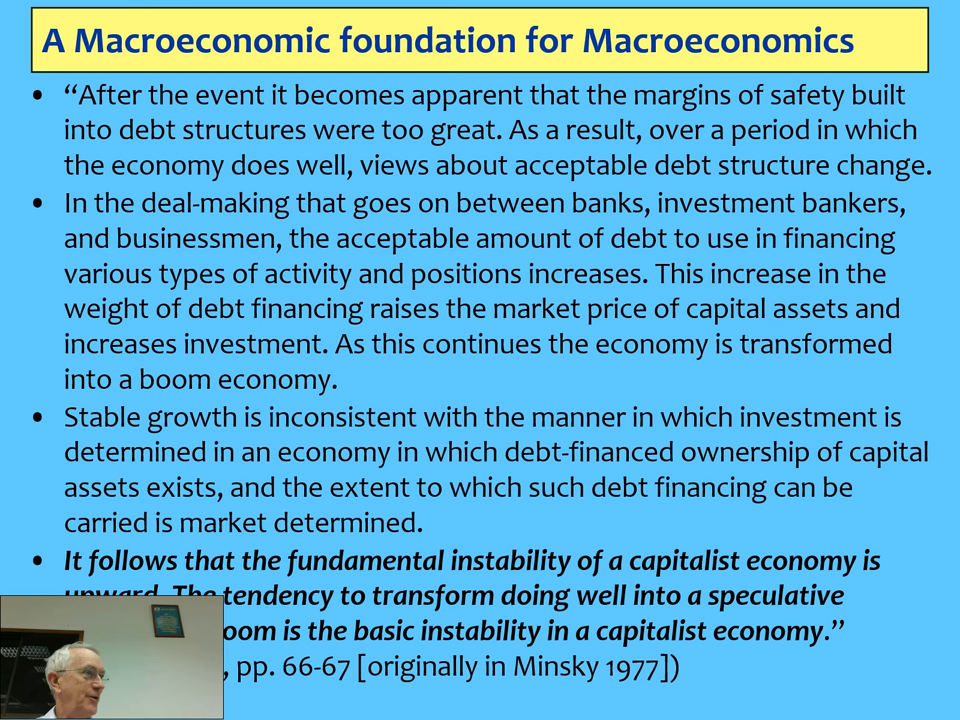 A Macroeconomic foundation for Macroeconomics
• “After the event it becomes apparent that the margins of safety built
into debt structures were too great. As a result, over a period in which
the economy does well, views about acceptable debt structure change.
• In the deal-making that goes on between banks, investment bankers,
and businessmen, the acceptable amount of debt to use in financing
various types of activity and positions increases. This increase in the
weight of debt financing raises the market price of capital assets and
increases investment. As this continues the economy is transformed
into a boom economy.
• Stable growth is inconsistent with the manner in which investment is
determined in an economy in which debt-financed ownership of capital
assets exists, and the extent to which such debt financing can be
carried is market determined.
• It follows that the fundamental instability of a capitalist economy is
upward. The tendency to transform doing well into a speculative
is the basic instability in a capitalist economy.”
, pp. 66-67 [originally in Minsky 1977])